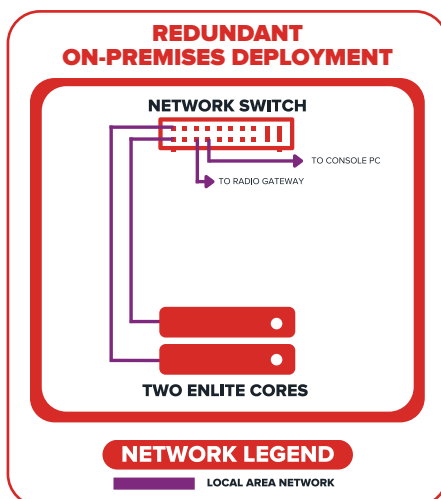 REDUNDANT
ON-PREMISES DEPLOYMENT
NETWORK SWITCH
TO CONSOLE PC
TO RADIO GATEWAY
TWO ENLITE CORES
NETWORK LEGEND
LOCAL AREA NETWORK